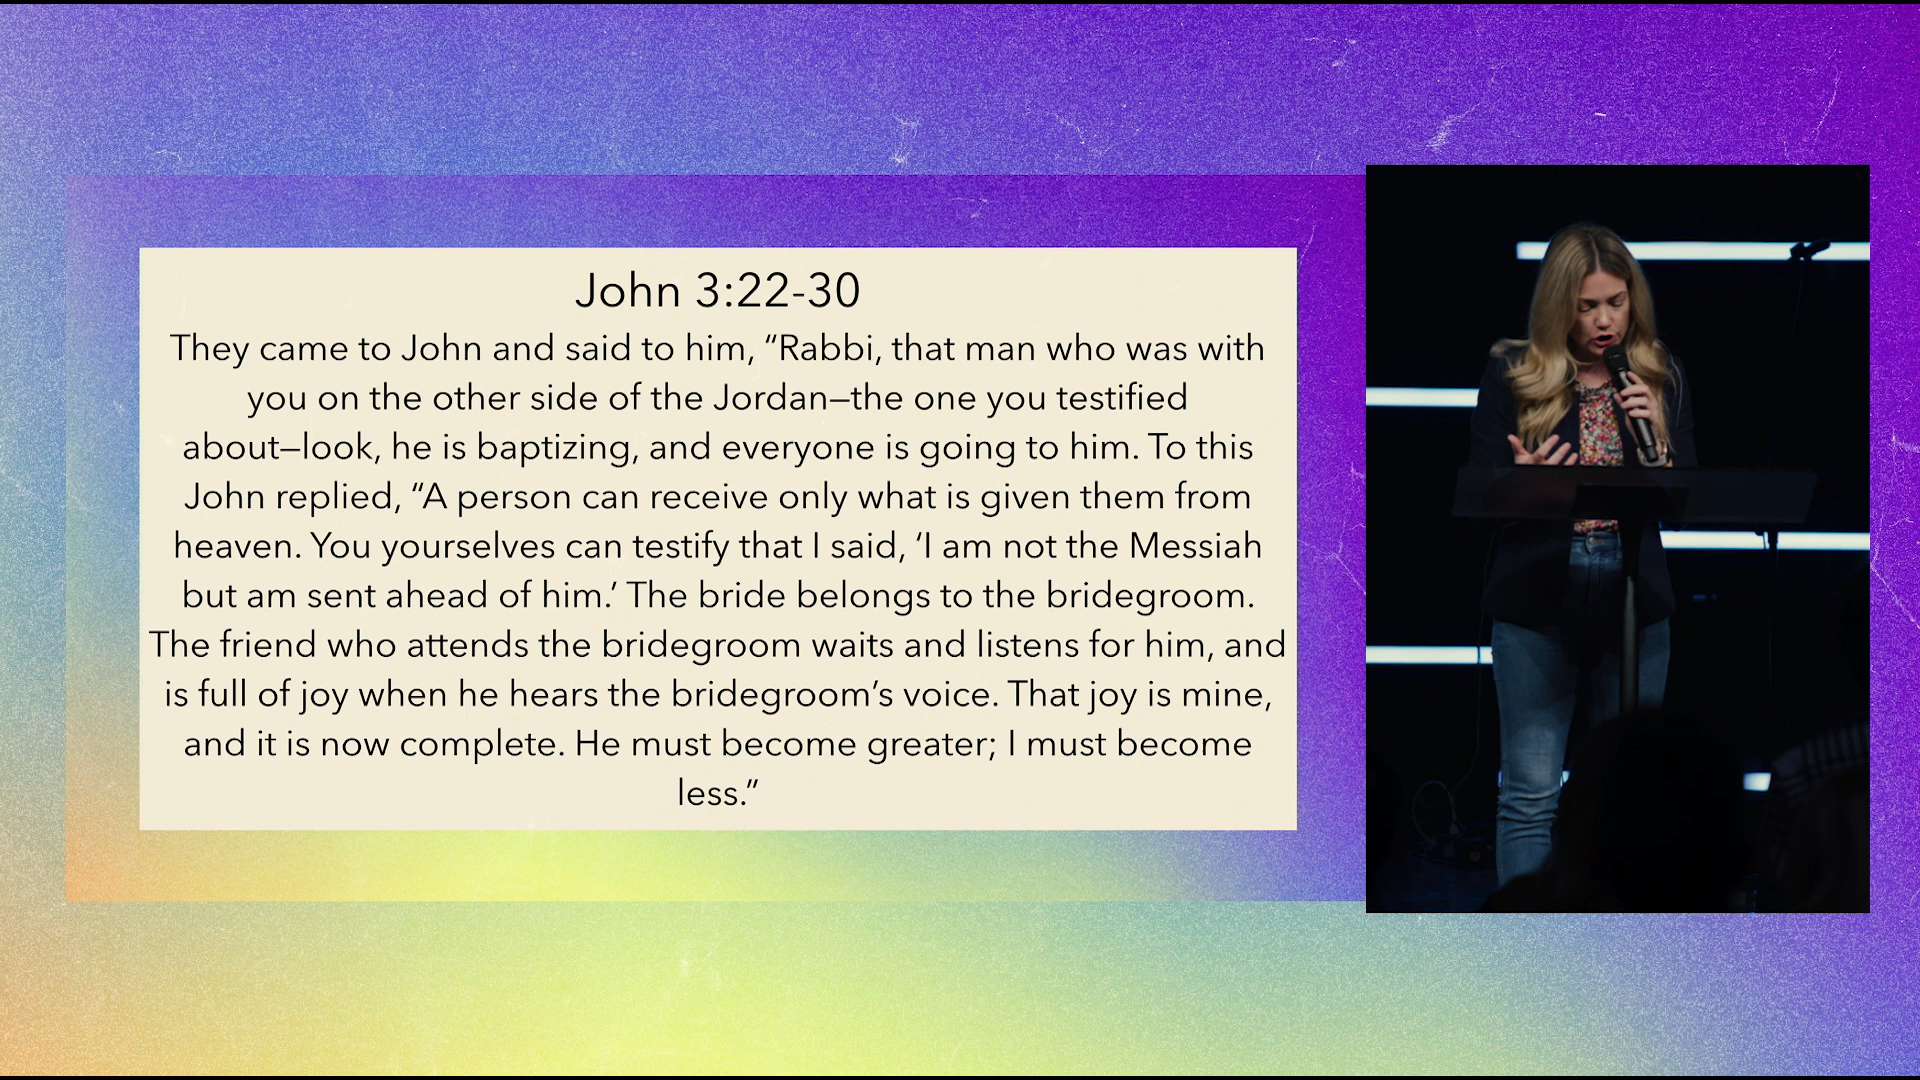 John 3:22-30
They came to John and said to him, “Rabbi, that man who was with
you on the other side of the Jordan—the one you testified
about—look, he is baptizing, and everyone is going to him. To this
John replied, “A person can receive only what is given them from
heaven. You yourselves can testify that I said, ‘I am not the Messiah
but am sent ahead of him.’ The bride belongs to the bridegroom.
The friend who attends the bridegroom waits and listens for him, and
is full of joy when he hears the bridegroom’s voice. That joy is mine,
and it is now complete. He must become greater; I must become
less.”